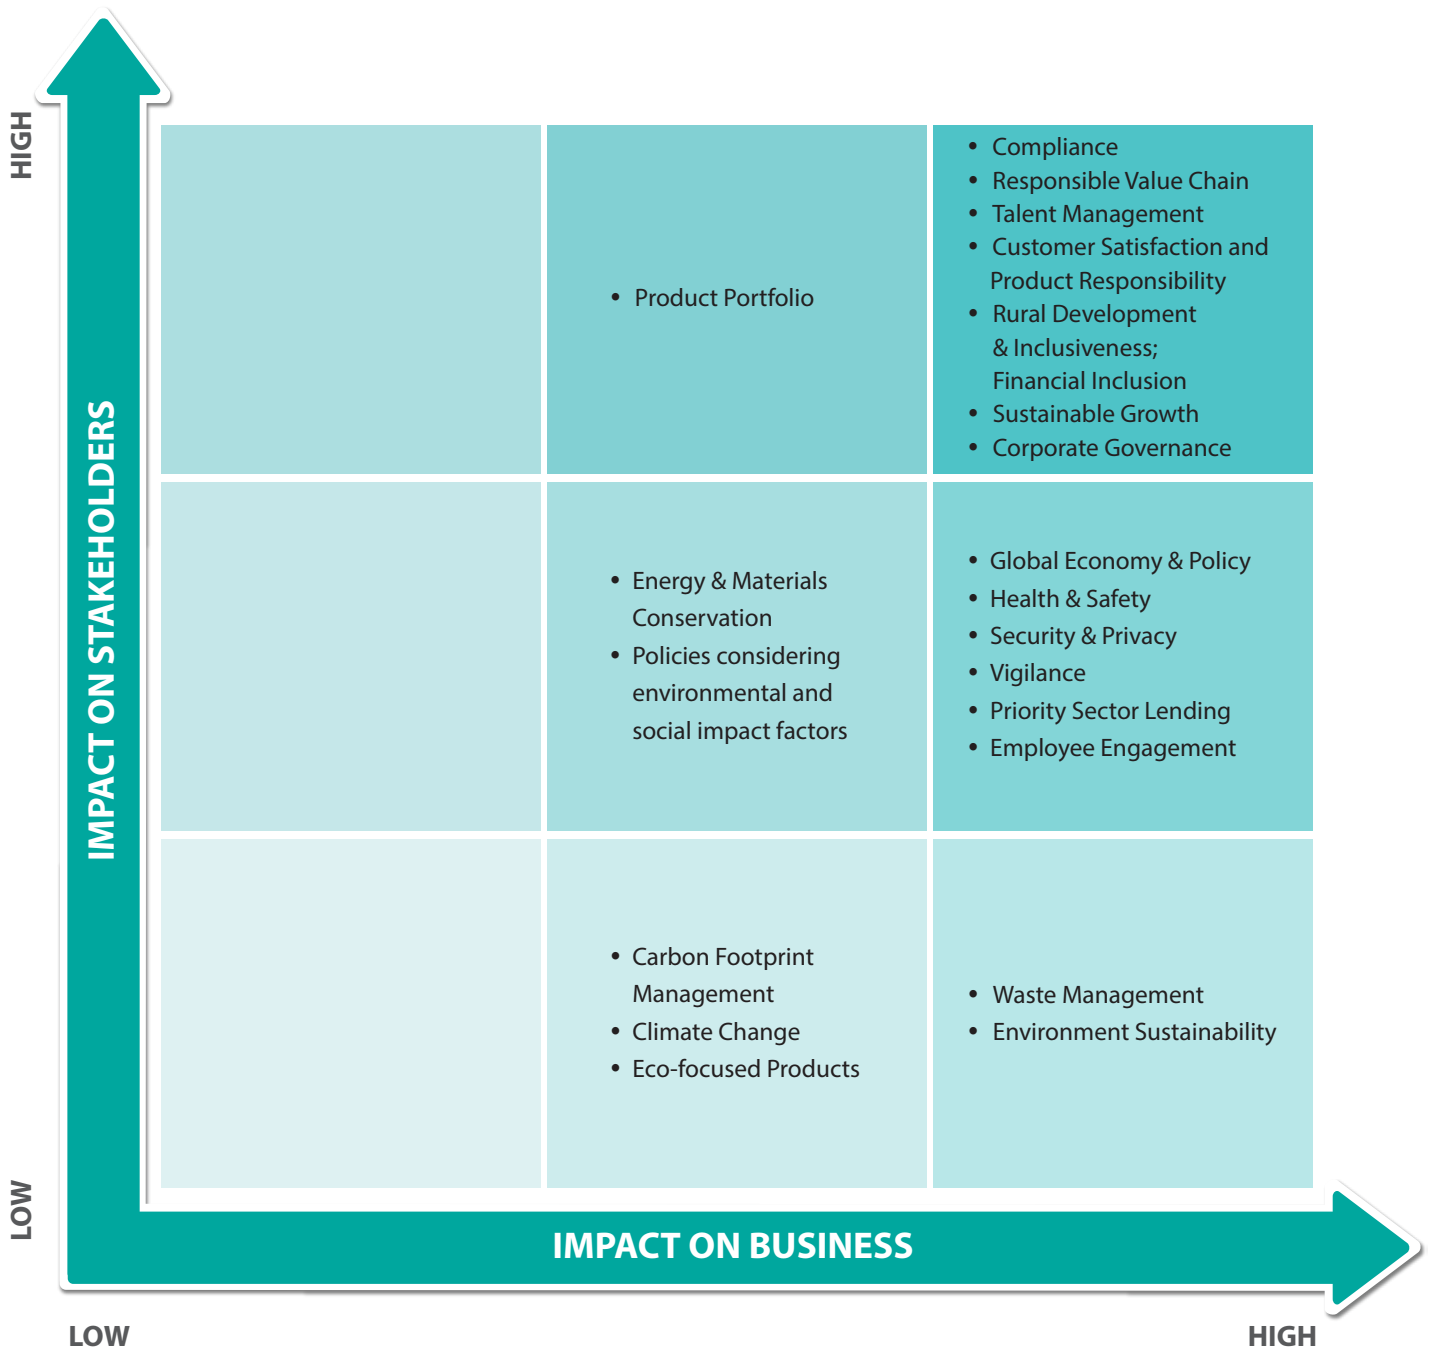 HIGH
IMPACT ON STAKEHOLDERS
LOW
• Product Portfolio
• Compliance
• Responsible Value Chain
• Talent Management
• Customer Satisfaction and
Product Responsibility
• Rural Development
& Inclusiveness;
Financial Inclusion
• Sustainable Growth
• Corporate Governance
• Energy & Materials
Conservation
• Policies considering
environmental and
social impact factors
• Global Economy & Policy
• Health & Safety
• Security & Privacy
• Vigilance
• Priority Sector Lending
• Employee Engagement
• Carbon Footprint
Management
• Climate Change
• Eco-focused Products
• Waste Management
• Environment Sustainability
IMPACT ON BUSINESS
LOW
HIGH